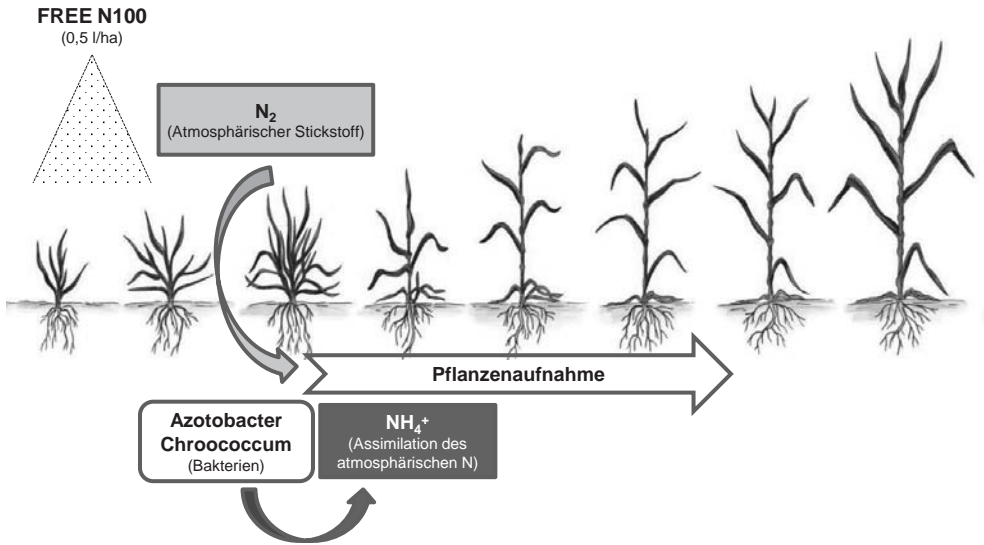 FREE N100
(0,5 l/ha)
N₂
(Atmosphärischer Stickstoff)
Pflanzenaufnahme
Azotobacter
Chroococcum
(Bakterien)
NH₄⁺
(Assimilation des
atmosphärischen N)